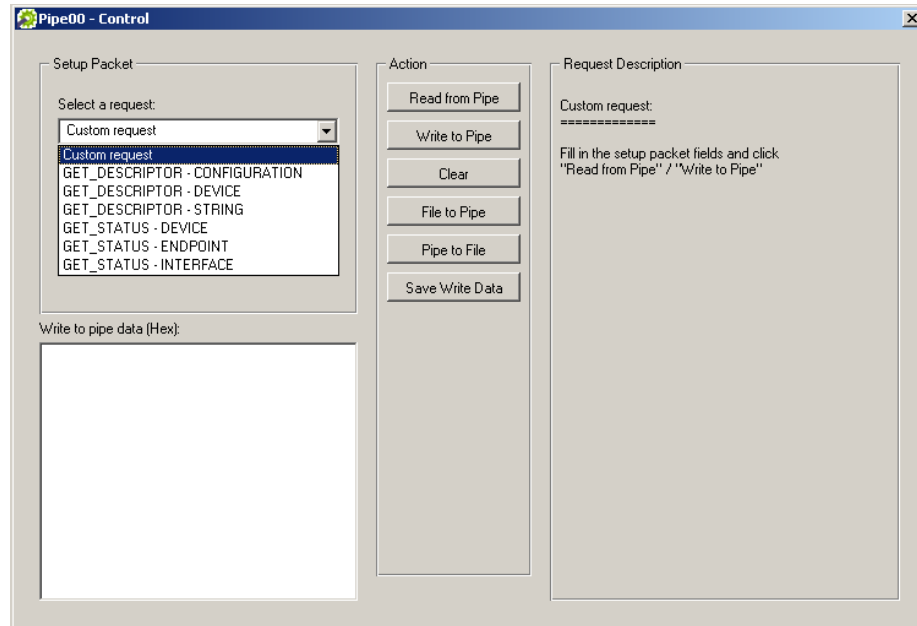 Pipe00 - Control
Setup Packet
Select a request:
Custom request
Custom request
GET_DESCRIPTOR - CONFIGURATION
GET_DESCRIPTOR - DEVICE
GET_DESCRIPTOR - STRING
GET_STATUS - DEVICE
GET_STATUS - ENDPOINT
GET_STATUS - INTERFACE
Write to pipe data (Hex):
Action
Read from Pipe
Write to Pipe
Clear
File to Pipe
Pipe to File
Save Write Data
Request Description
Custom request:
=============
Fill in the setup packet fields and click
"Read from Pipe" / "Write to Pipe"